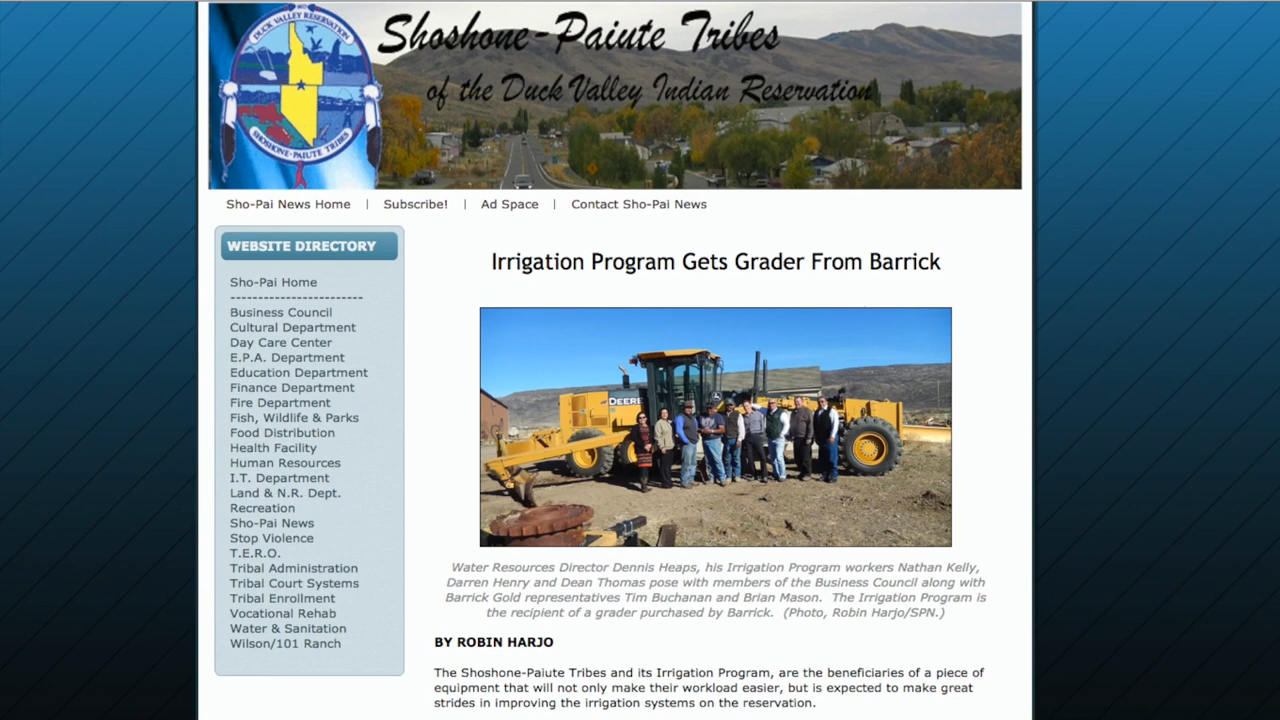 DUCK VALLEY RESERVATION
SHOSHONE-PAIUTE TRIBES
Shoshone-Paiute Tribes
of the Duck Valley Indian Reservation
Sho-Pai News Home | Subscribe! | Ad Space | Contact Sho-Pai News
WEBSITE DIRECTORY
Sho-Pai Home
------------------------
Business Council
Cultural Department
Day Care Center
E.P.A. Department
Education Department
Finance Department
Fire Department
Fish, Wildlife & Parks
Food Distribution
Health Facility
Human Resources
I.T. Department
Land & N.R. Dept.
Recreation
Sho-Pai News
Stop Violence
T.E.R.O.
Tribal Administration
Tribal Court Systems
Tribal Enrollment
Vocational Rehab
Water & Sanitation
Wilson/101 Ranch
Irrigation Program Gets Grader From Barrick
DEERE
Water Resources Director Dennis Heaps, his Irrigation Program workers Nathan Kelly,
Darren Henry and Dean Thomas pose with members of the Business Council along with
Barrick Gold representatives Tim Buchanan and Brian Mason. The Irrigation Program is
the recipient of a grader purchased by Barrick. (Photo, Robin Harjo/SPN.)
BY ROBIN HARJO
The Shoshone-Paiute Tribes and its Irrigation Program, are the beneficiaries of a piece of
equipment that will not only make their workload easier, but is expected to make great
strides in improving the irrigation systems on the reservation.